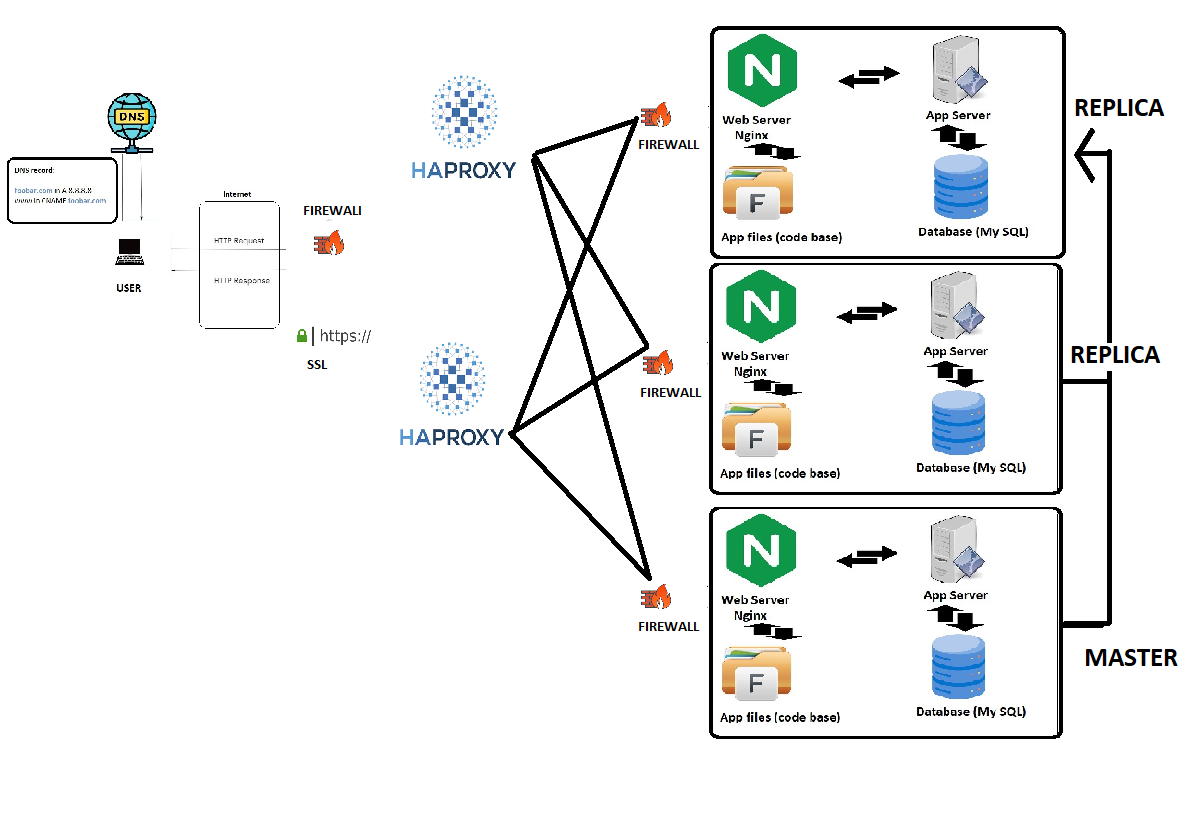 DNS
DNS record:
foobar.com in A 8.8.8.8
www in CNAME foobar.com
USER
Internet
HTTP Request
HTTP Response
FIREWALl
https://
SSL
HAPROXY
HAPROXY
FIREWALL
FIREWALL
FIREWALL
N
Web Server
Nginx
App Server
F
App files (code base)
Database (My SQL)
REPLICA
N
Web Server
Nginx
App Server
F
App files (code base)
Database (My SQL)
REPLICA
N
Web Server
Nginx
App Server
F
App files (code base)
Database (My SQL)
MASTER